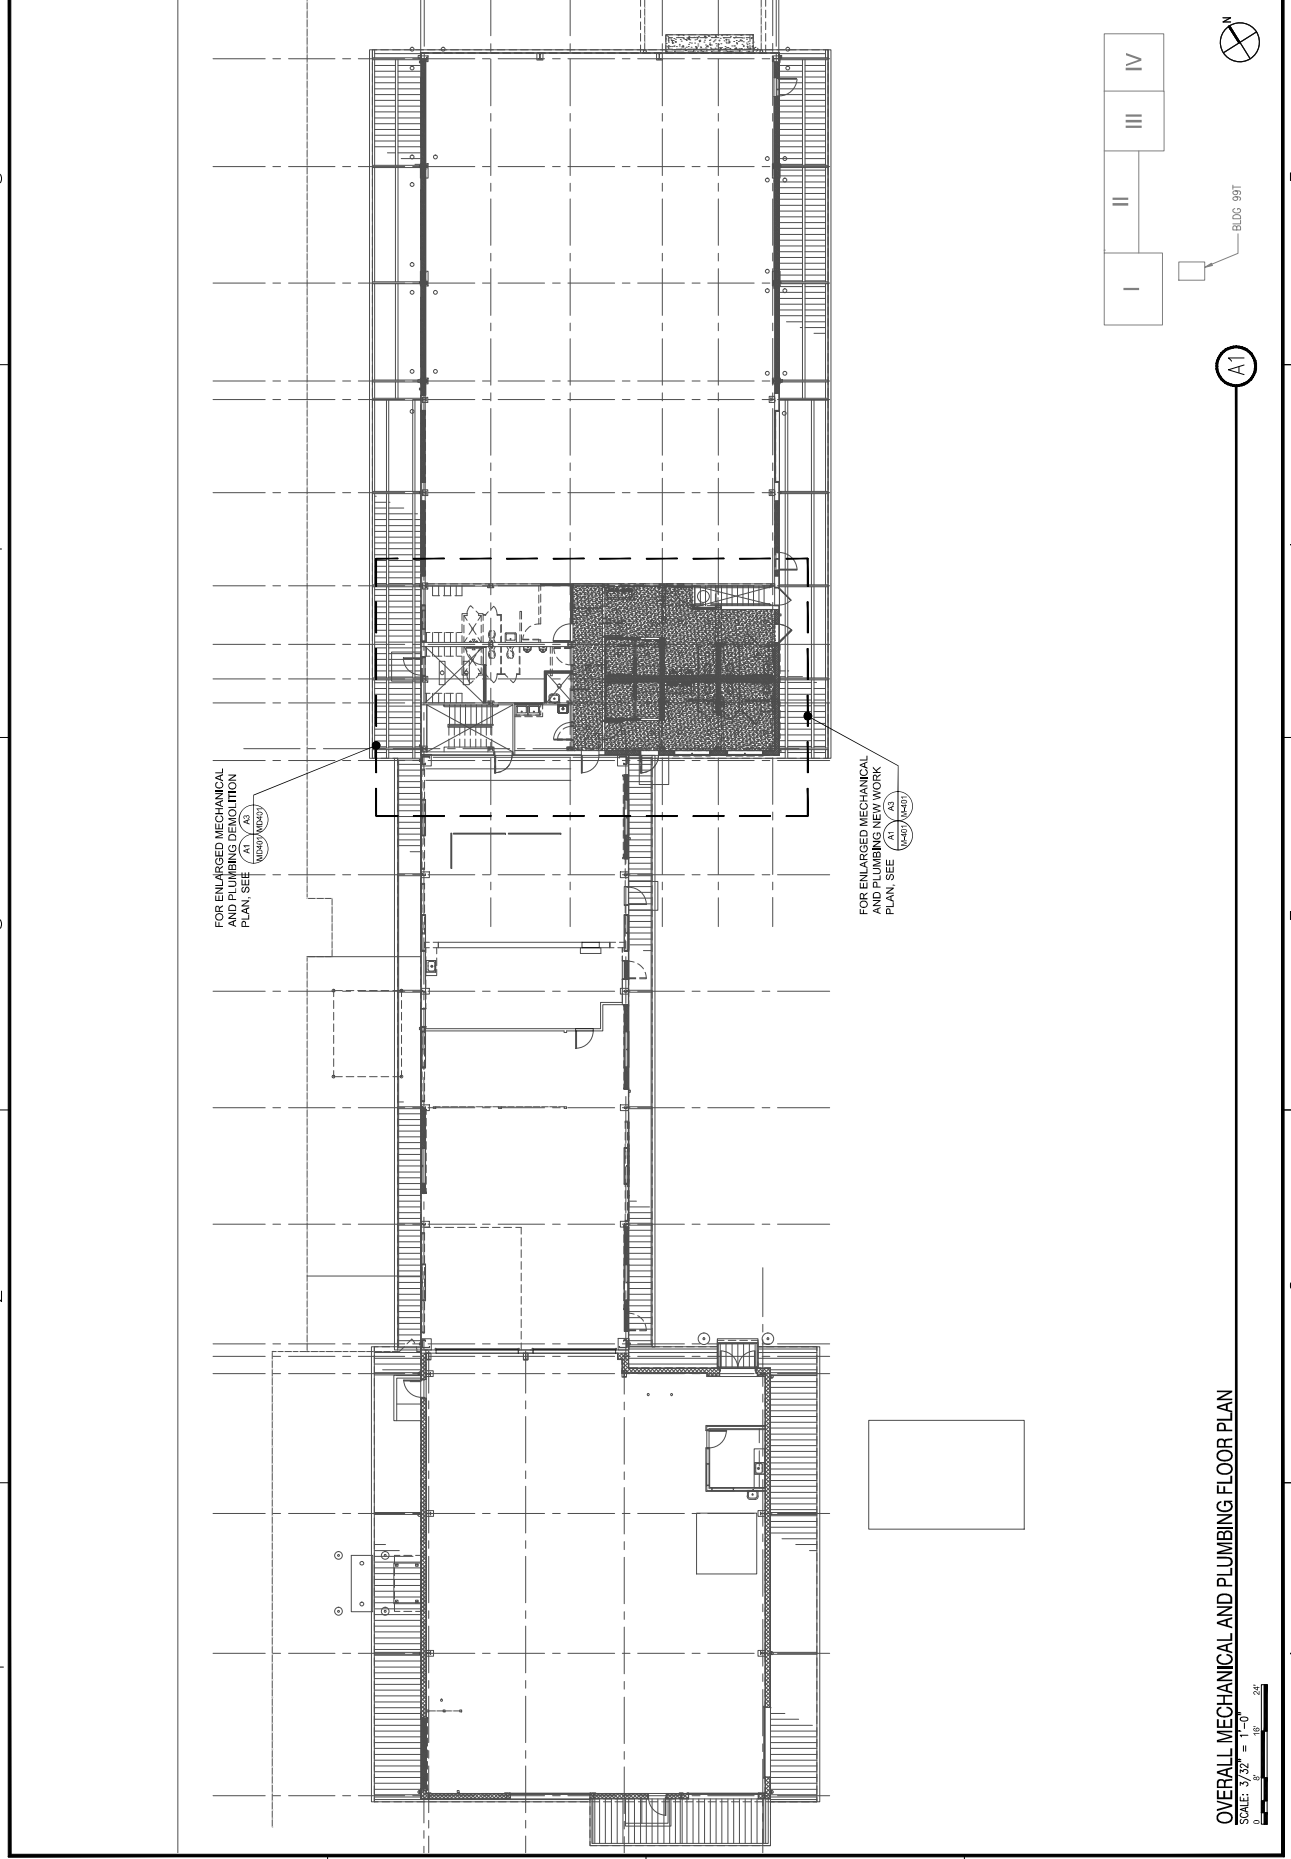 FOR ENLARGED MECHANICAL
AND PLUMBING DEMOLITION
PLAN, SEE
A1
MD401
A3
MD401
FOR ENLARGED MECHANICAL
AND PLUMBING NEW WORK
PLAN, SEE
A1
M-401
A3
M-401
I
II
III
IV
BLDG 99T
N
OVERALL MECHANICAL AND PLUMBING FLOOR PLAN
A1
SCALE: 3/32" = 1'-0"
0 8' 16' 24'